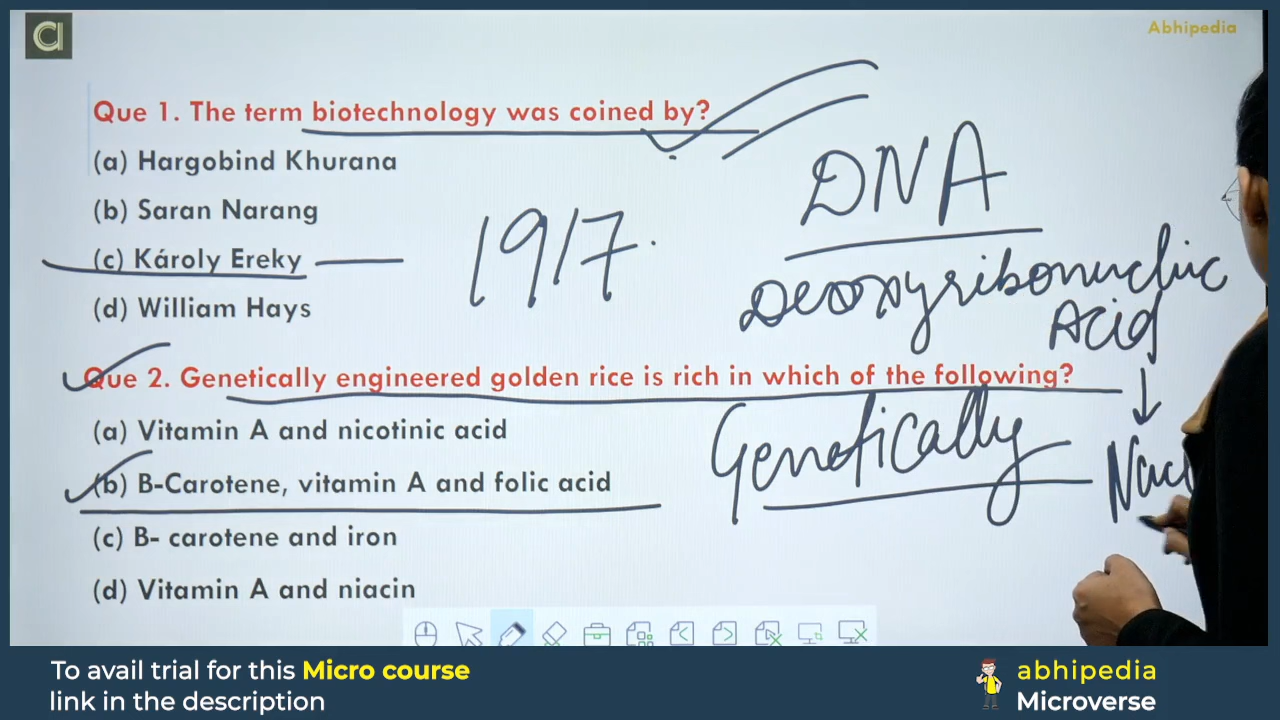 Abhipedia
Que 1. The term biotechnology was coined by?
(a) Hargobind Khurana
(b) Saran Narang
(c) Károly Ereky
(d) William Hays
1917.
DNA
Deoxyribonucleic
Acid
Que 2. Genetically engineered golden rice is rich in which of the following?
(a) Vitamin A and nicotinic acid
(b) B-Carotene, vitamin A and folic acid
(c) B- carotene and iron
(d) Vitamin A and niacin
Genetically
To avail trial for this Micro course
link in the description
abhipedia
Microverse